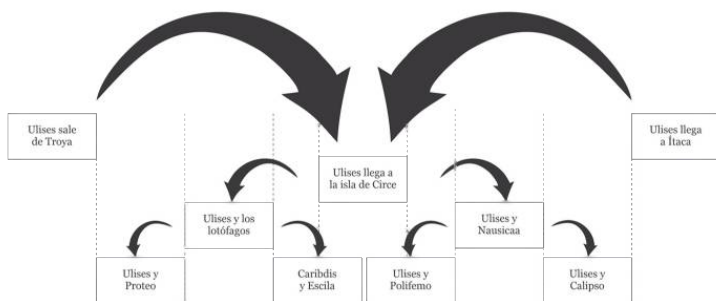 Ulises sale
de Troya
Ulises llega
a Ítaca
Ulises llega a
la isla de Circe
Ulises y los
lotófagos
Ulises y
Nausicaa
Ulises y
Proteo
Caribdis
y Escila
Ulises y
Polifemo
Ulises y
Calipso